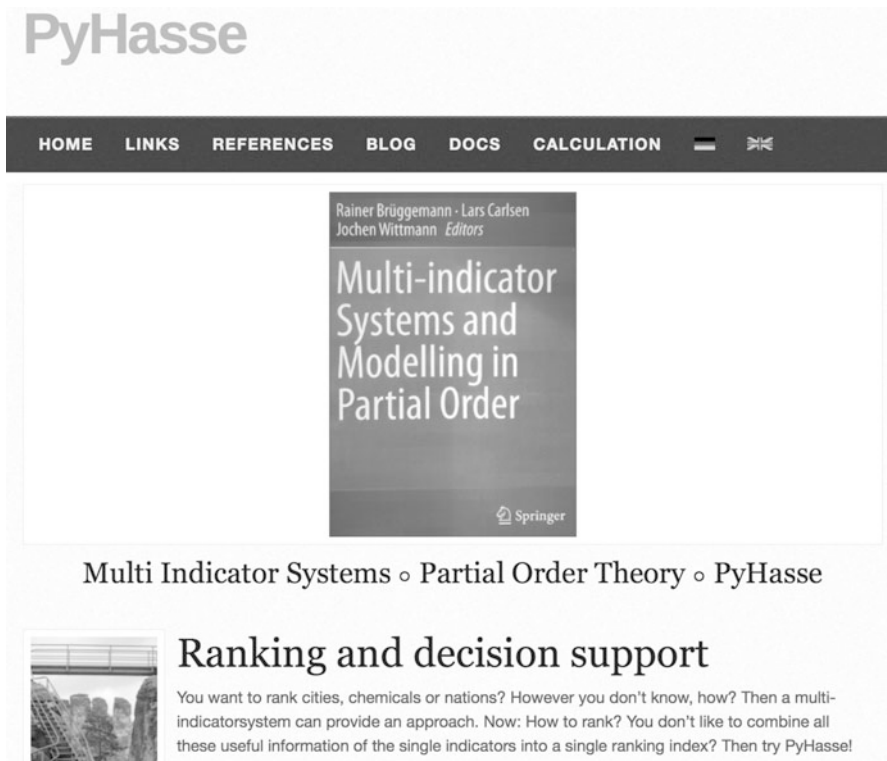 PyHasse
HOME LINKS REFERENCES BLOG DOCS CALCULATION
Rainer Brüggemann · Lars Carlsen
Jochen Wittmann Editors
Multi-indicator
Systems and
Modelling in
Partial Order
Springer
Multi Indicator Systems ∘ Partial Order Theory ∘ PyHasse
Ranking and decision support
You want to rank cities, chemicals or nations? However you don't know, how? Then a multi-
indicatorsystem can provide an approach. Now: How to rank? You don't like to combine all
these useful information of the single indicators into a single ranking index? Then try PyHasse!